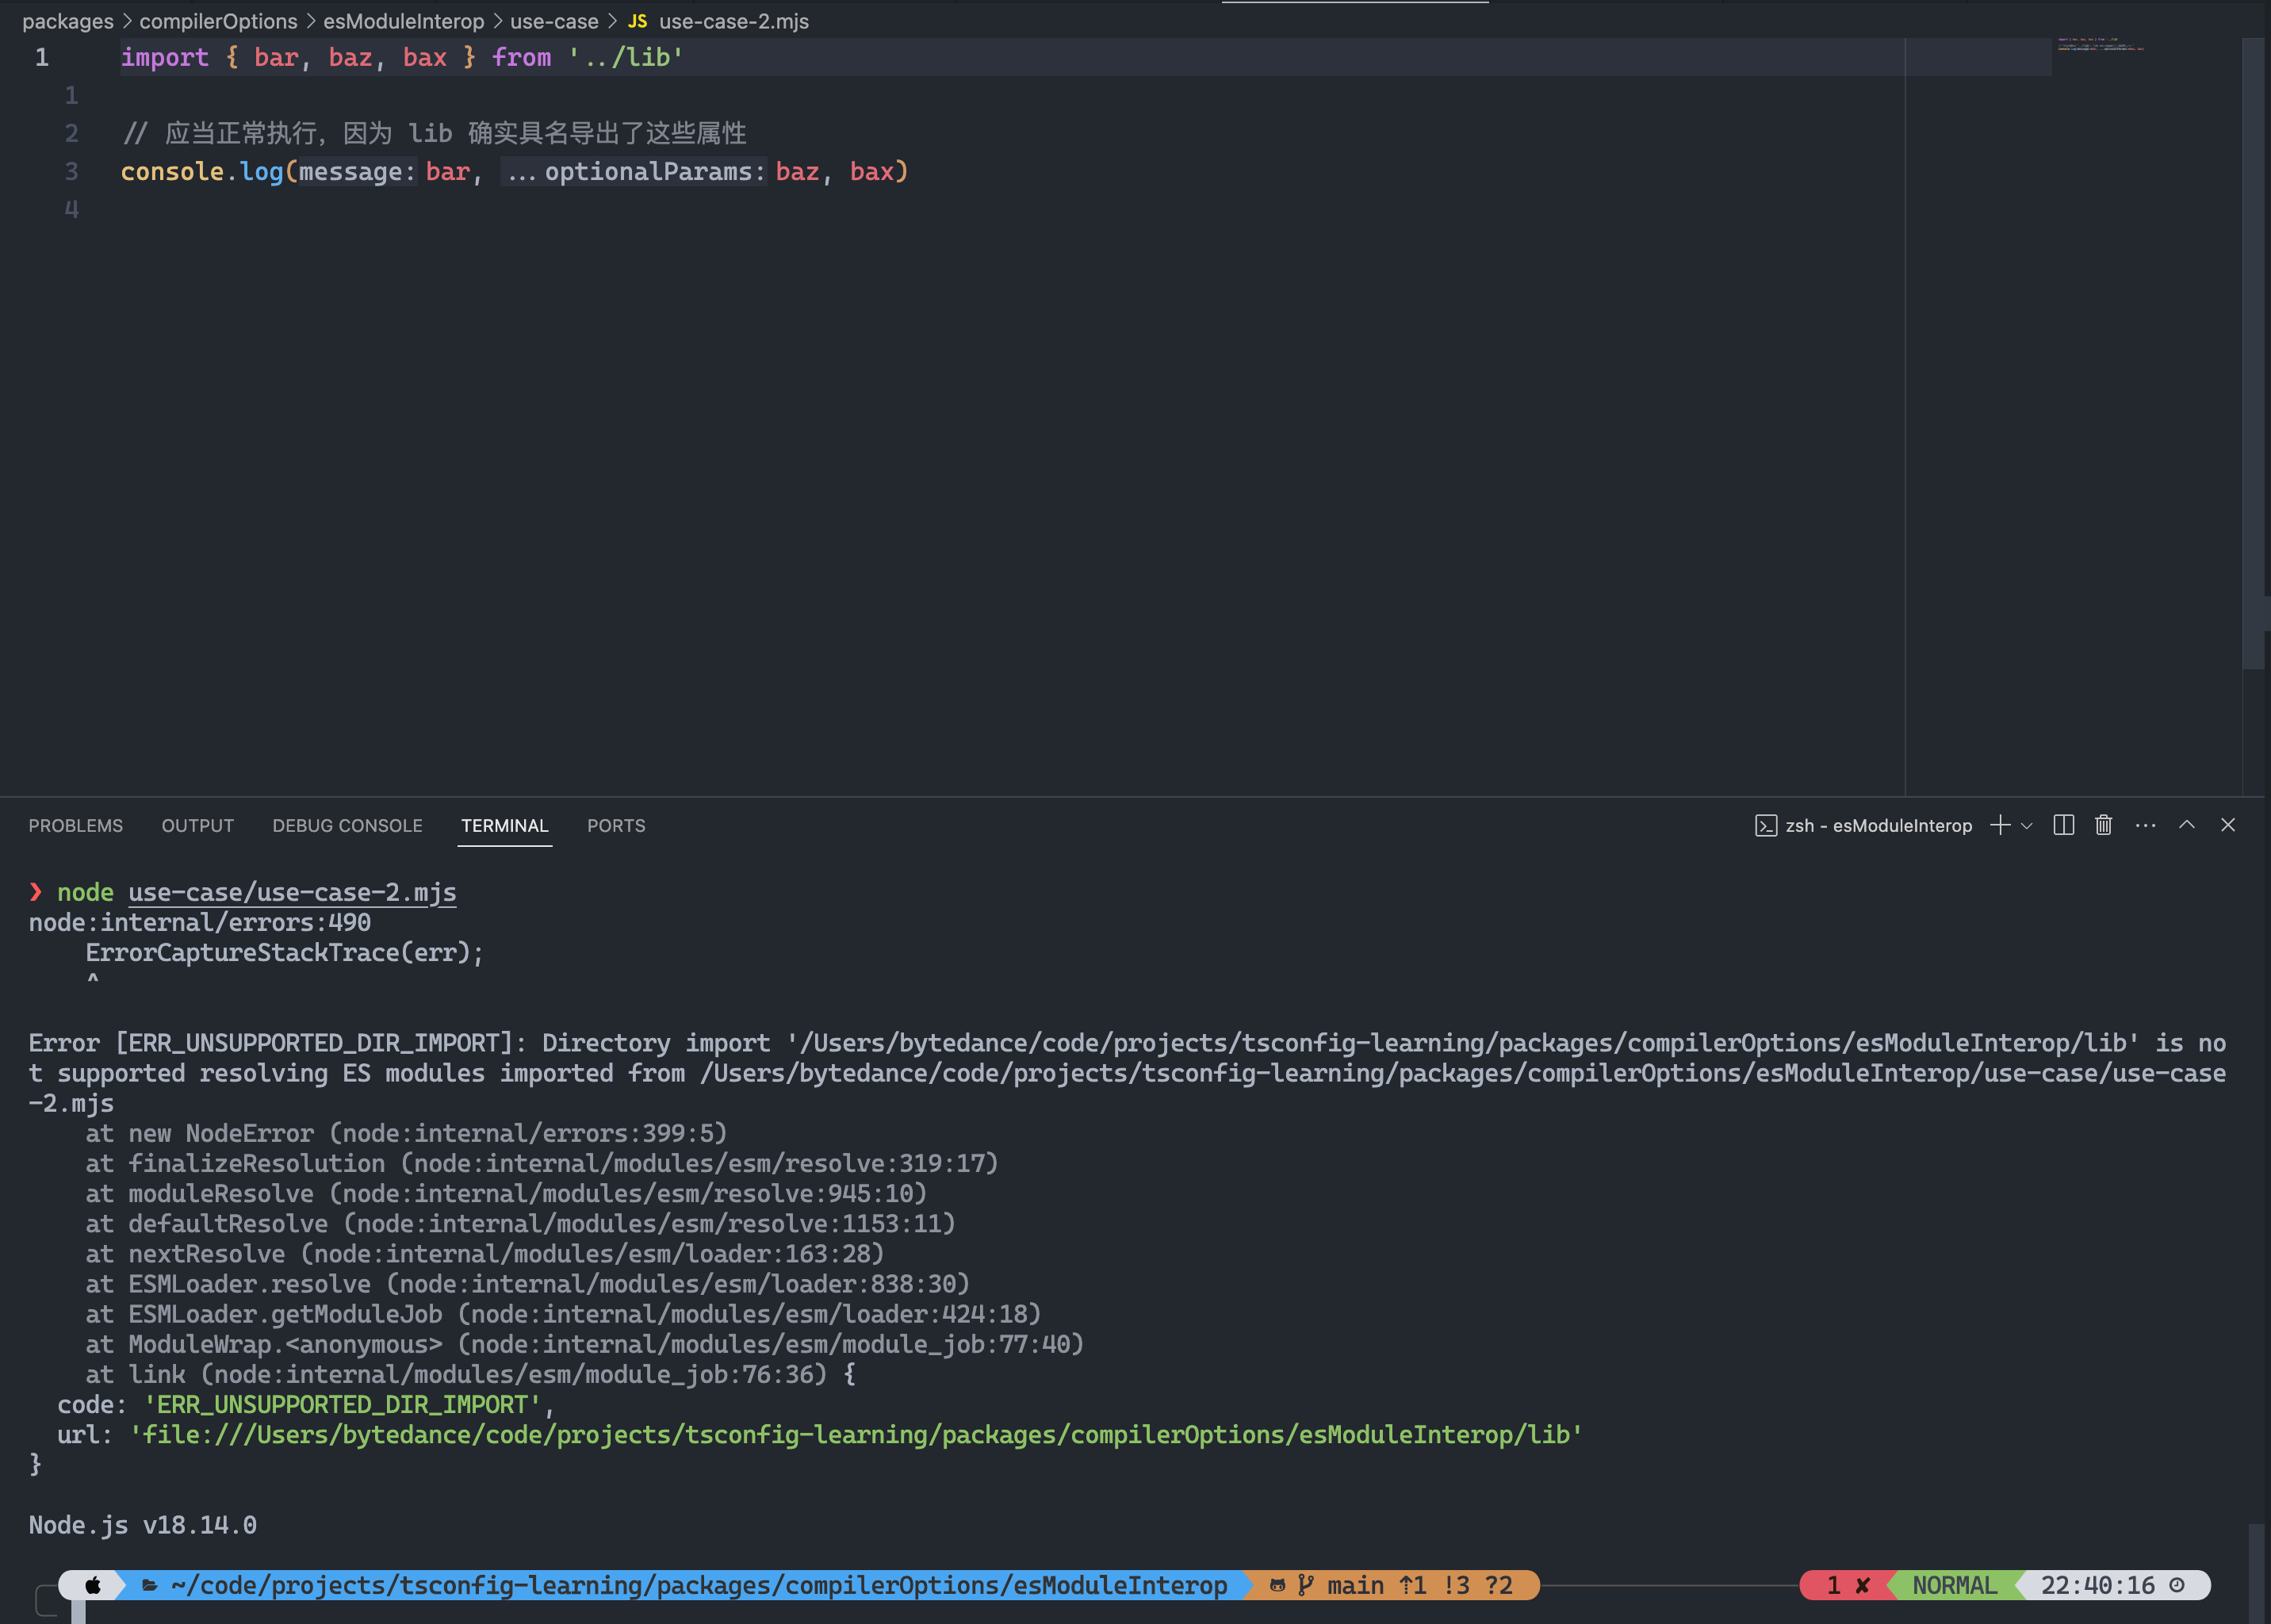 packages > compilerOptions > esModuleInterop > use-case > JS use-case-2.mjs
1 import { bar, baz, bax } from '../lib'
1
2 // 应当正常执行，因为 lib 确实具名导出了这些属性
3 console.log(message: bar, ...optionalParams: baz, bax)
4
PROBLEMS OUTPUT DEBUG CONSOLE TERMINAL PORTS zsh - esModuleInterop
❯ node use-case/use-case-2.mjs
node:internal/errors:490
    ErrorCaptureStackTrace(err);
    ^
Error [ERR_UNSUPPORTED_DIR_IMPORT]: Directory import '/Users/bytedance/code/projects/tsconfig-learning/packages/compilerOptions/esModuleInterop/lib' is no
t supported resolving ES modules imported from /Users/bytedance/code/projects/tsconfig-learning/packages/compilerOptions/esModuleInterop/use-case/use-case
-2.mjs
    at new NodeError (node:internal/errors:399:5)
    at finalizeResolution (node:internal/modules/esm/resolve:319:17)
    at moduleResolve (node:internal/modules/esm/resolve:945:10)
    at defaultResolve (node:internal/modules/esm/resolve:1153:11)
    at nextResolve (node:internal/modules/esm/loader:163:28)
    at ESMLoader.resolve (node:internal/modules/esm/loader:838:30)
    at ESMLoader.getModuleJob (node:internal/modules/esm/loader:424:18)
    at ModuleWrap.<anonymous> (node:internal/modules/esm/module_job:77:40)
    at link (node:internal/modules/esm/module_job:76:36) {
  code: 'ERR_UNSUPPORTED_DIR_IMPORT',
  url: 'file:///Users/bytedance/code/projects/tsconfig-learning/packages/compilerOptions/esModuleInterop/lib'
}
Node.js v18.14.0
~/code/projects/tsconfig-learning/packages/compilerOptions/esModuleInterop main ⇡1 !3 ?2 1 ✘ NORMAL 22:40:16